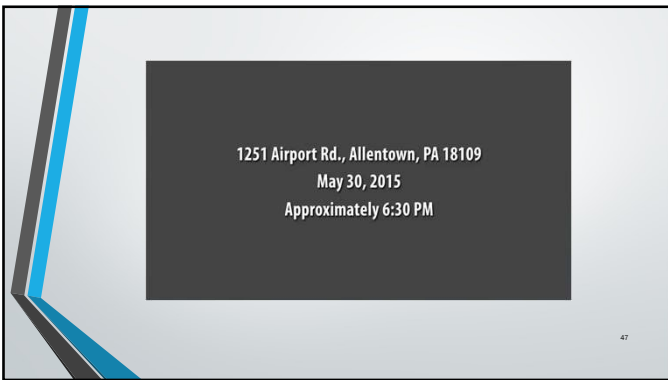 1251 Airport Rd., Allentown, PA 18109
May 30, 2015
Approximately 6:30 PM
47